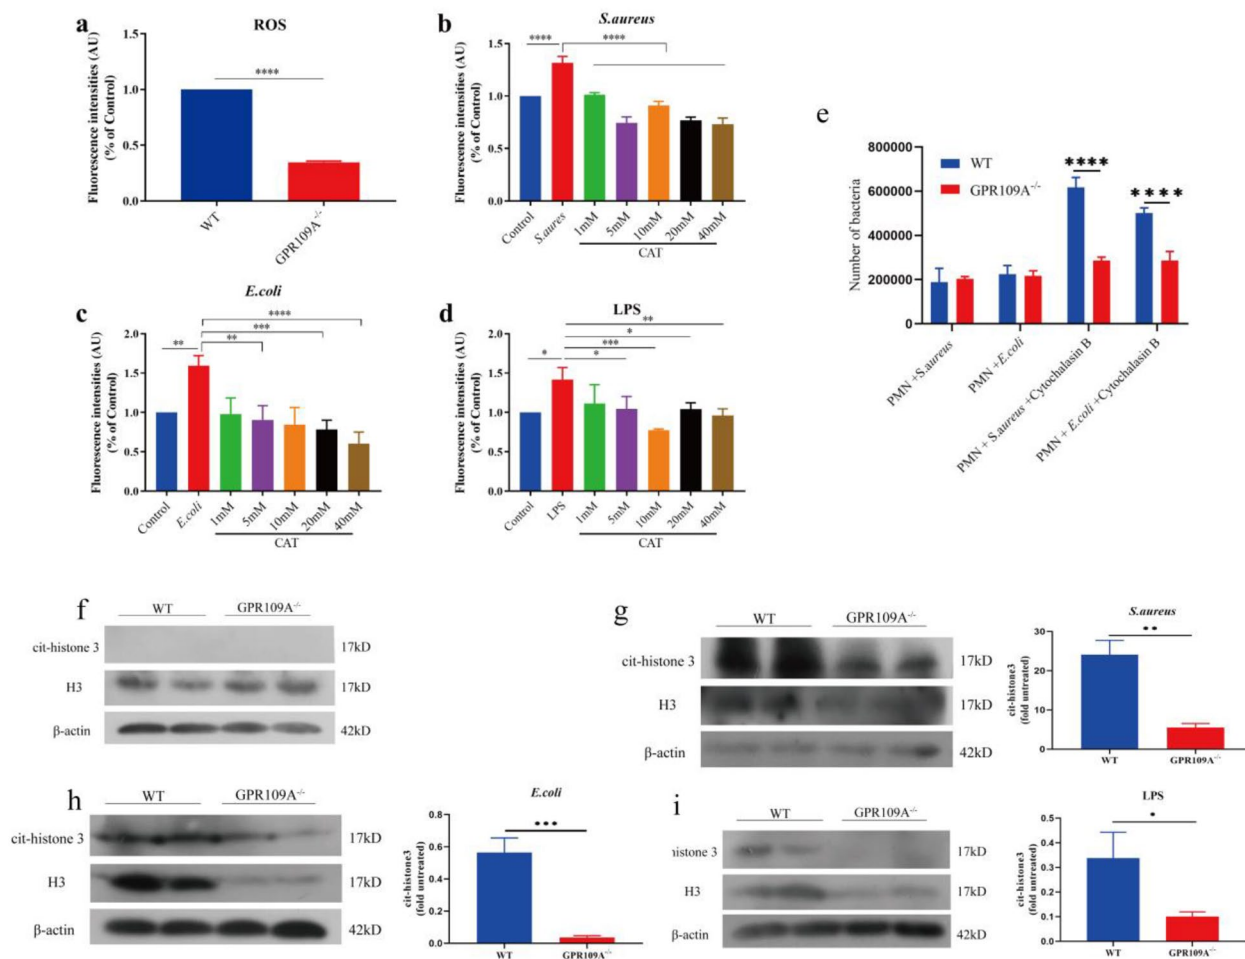 a
ROS
Fluorescence intensities (AU)
(% of Control)
1.5
1.0
0.5
0.0
****
WT
GPR109A-/-
b
S.aureus
Fluorescence intensities (AU)
(% of Control)
1.5
1.0
0.5
0.0
**** ****
Control
S.aures
1mM
5mM
10mM
20mM
40mM
CAT
c
E.coli
Fluorescence intensities (AU)
(% of Control)
2.0
1.5
1.0
0.5
0.0
****
***
** **
Control
E.coli
1mM
5mM
10mM
20mM
40mM
CAT
d
LPS
Fluorescence intensities (AU)
(% of Control)
2.0
1.5
1.0
0.5
0.0
**
*
***
* *
Control
LPS
1mM
5mM
10mM
20mM
40mM
CAT
e
Number of bacteria
800000
600000
400000
200000
0
WT
GPR109A-/-
****
****
PMN +S.aureus
PMN +E.coli
PMN + S.aureus +Cytochalasin B
PMN + E.coli +Cytochalasin B
f
WT GPR109A-/-
cit-histone 3 17kD
H3 17kD
β-actin 42kD
g
WT GPR109A-/-
cit-histone 3 17kD
H3 17kD
β-actin 42kD
S.aureus
cit-histone3
(fold untreated)
30
20
10
0
**
WT GPR109A-/-
h
WT GPR109A-/-
cit-histone 3 17kD
H3 17kD
β-actin 42kD
E.coli
cit-histone3
(fold untreated)
0.8
0.6
0.4
0.2
0.0
***
WT GPR109A-/-
i
WT GPR109A-/-
histone 3 17kD
H3 17kD
β-actin 42kD
LPS
cit-histone3
(fold untreated)
0.5
0.4
0.3
0.2
0.1
0.0
*
WT GPR109A-/-